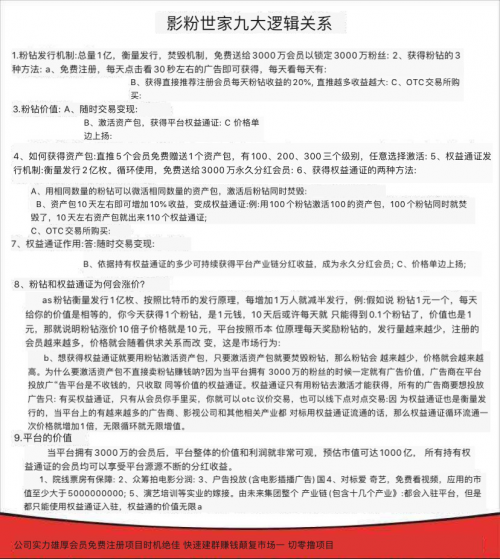 影粉世家九大逻辑关系
1.粉钻发行机制:总量1亿，衡量发行，焚毁机制，免费送给3000万会员以锁定3000万粉丝: 2、获得粉钻的3
种方法: a、免费注册，每天点击看30秒左右的广告即可获得，每天看每天有:
B、获得直接推荐注册会员每天粉钻收益的20%, 直推越多收益越大: C、OTC交易所购
买:
3.粉钻价值: A、随时交易变现:
B、激活资产包，获得平台权益通证: C 价格单
边上扬:
4、如何获得资产包:直推5个会员免费赠送1个资产包，有100、200、300三个级别，任意选择激活: 5、权益通证发
行机制:衡量发行2亿枚。循环使用，免费送给3000万永久分红会员: 6、获得权益通证的两种方法:
A、用相同数量的粉钻可以微活相同数量的资产包，激活后粉钻同时焚毁:
B、资产包10天左右即可增加10%收益，变成权益通证:例:用100个粉钻激活100的资产包，100个粉钻同时就焚
毁了，10天左右资产包就出来110个权益通证;
C、OTC交易所购买:
7、权益通证作用:答:随时交易变现:
B、依据持有权益通证的多少可持续获得平台产业链分红收益，成为永久分红会员; C、价格单边上扬;
8、粉钻和权益通证为何会涨价?
as粉钻衡量发行1亿枚、按照比特币的发行原理，每增加1万人就减半发行，例:假如说 粉钻1元一个，每天
给你的价值是相等的，你今天获得1个粉钻，是1元钱，10天后或许每天就 只能得到0.1个粉钻了，价值也是1
元，那就说明粉钻涨价10倍子价格就是10元，平台按照币本 位原理每天奖励粉钻的，发行量越来越少，注册的
会员越来越多，价格就会随看供求关系而改 变，这是市场行为:
b、想获得权益通证就要用粉钻激活资产包，只要激活资产包就要焚毁粉钻，那么粉钻会 越来越少，价格就会越来越
高。为什么要激活资产包不直接卖粉钻赚钱呐?因为当平台拥有 3000万的粉丝的时候一定就有广告价值，广告商在平台
投放广"告平台是不收钱的，只收取 同等价值的权益通证。权益通证只有用粉钻去激活才能获得，所有的广告商要想投放
广告只: 有买权益通证，只有从会员你手里买，你就可以otc议价交易，也可以线下点对点交易:因 为权益通证也是衡量发
行的，当平台上的有越来越多的广告商、影视公司和其他相关产业都 对标用权益通证流通的话，那么权益通证循环流通一
次价格就增加1倍，无限循环就无限增值。
9.平台的价值
当平台拥有3000万的会员后，平台整体的价值和利润就非常可观，预估市值可达1000亿， 所有持有权
益通证的会员均可以享受平台源源不断的分红收益。
1、院线票房有保障: 2、众筹拍电影分润: 3、户告投放(含电影插播广告)国4、对标爱 奇艺，免费看视频，应用的市
值至少大于5000000000; 5、演艺培训等实业的嫁接。由未来集团整个 产业链(包含十几个产业》:都会入驻平台，但是
都只能使用权益通证入驻，权益通的价值无限a
公司实力雄厚会员免费注册项目时机绝佳 快速建群赚钱颠复市场一 切零撸项目